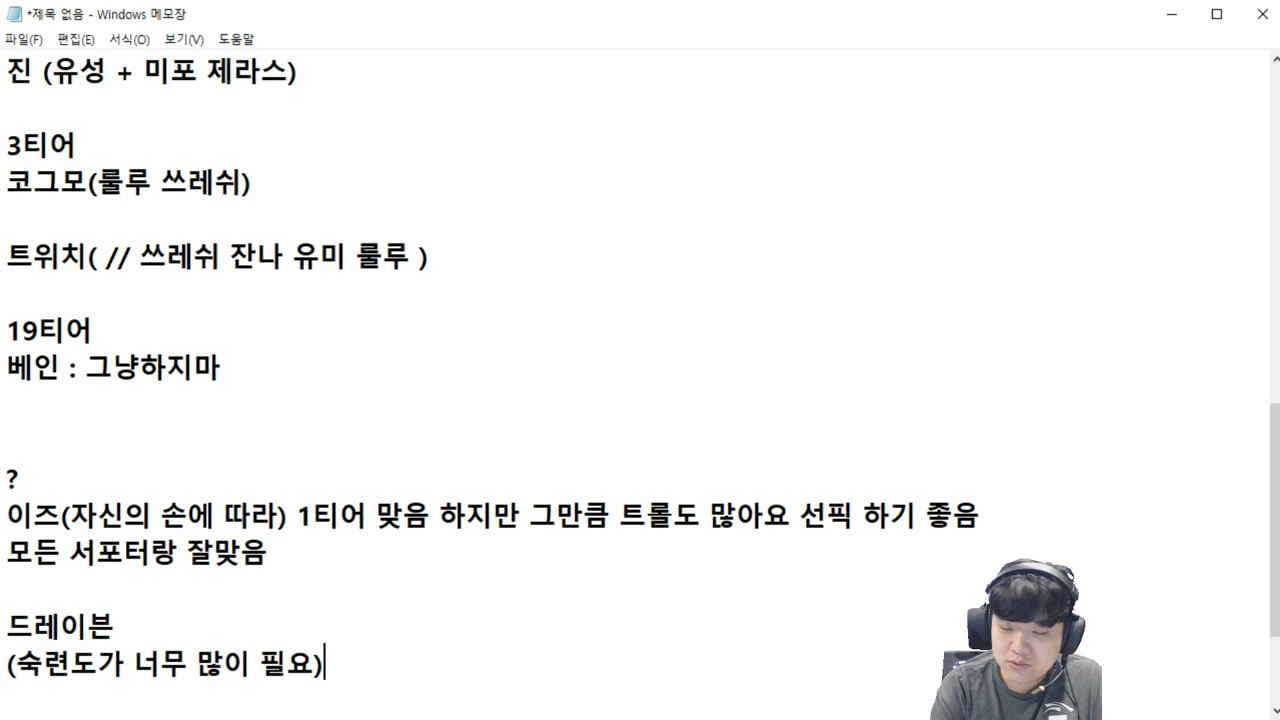 *제목 없음 - Windows 메모장
파일(F) 편집(E) 서식(O) 보기(V) 도움말
진 (유성 + 미포 제라스)
3티어
코그모(룰루 쓰레쉬)
트위치( // 쓰레쉬 잔나 유미 룰루 )
19티어
베인 : 그냥하지마
?
이즈(자신의 손에 따라) 1티어 맞음 하지만 그만큼 트롤도 많아요 선픽 하기 좋음
모든 서포터랑 잘맞음
드레이븐
(숙련도가 너무 많이 필요)